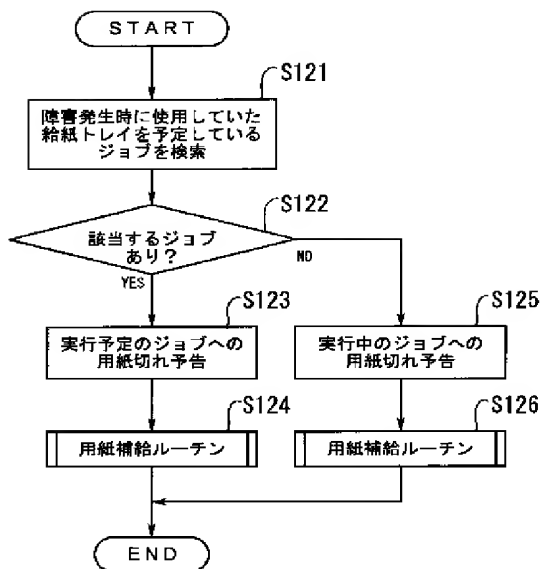 START
S121
障害発生時に使用していた
給紙トレイを予定している
ジョブを検索
S122
該当するジョブ
あり？
NO
YES
S123
実行予定のジョブへの
用紙切れ予告
S125
実行中のジョブへの
用紙切れ予告
S124
用紙補給ルーチン
S126
用紙補給ルーチン
END